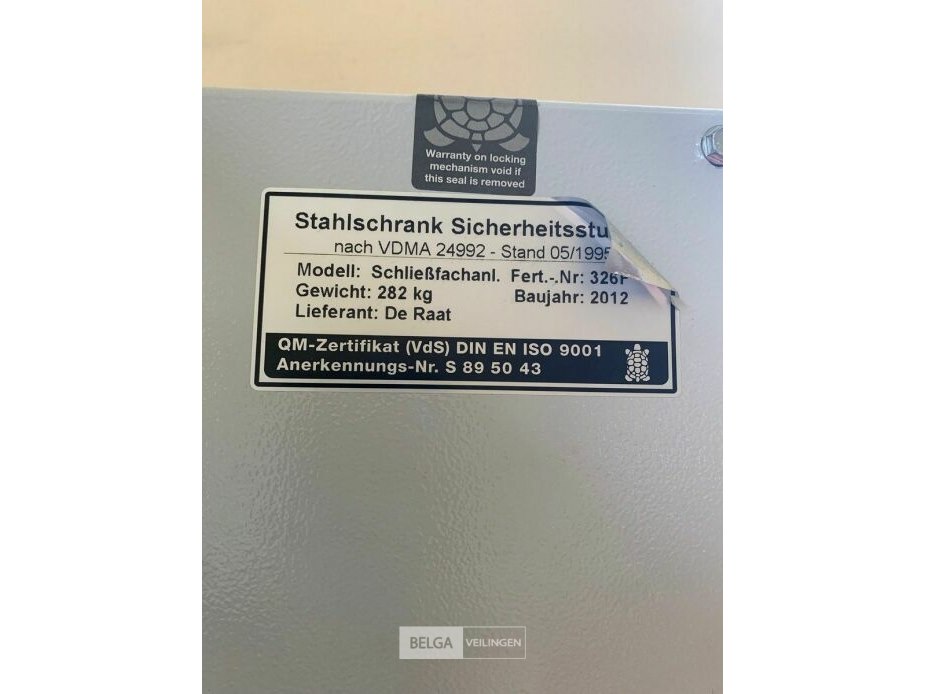 Warranty on locking
mechanism void if
this seal is removed
Stahlschrank Sicherheitsstu
nach VDMA 24992 - Stand 05/1995
Modell: Schließfachanl. Fert.-.Nr: 326F
Gewicht: 282 kg Baujahr: 2012
Lieferant: De Raat
QM-Zertifikat (VdS) DIN EN ISO 9001
Anerkennungs-Nr. S 89 50 43
BELGA VEILINGEN